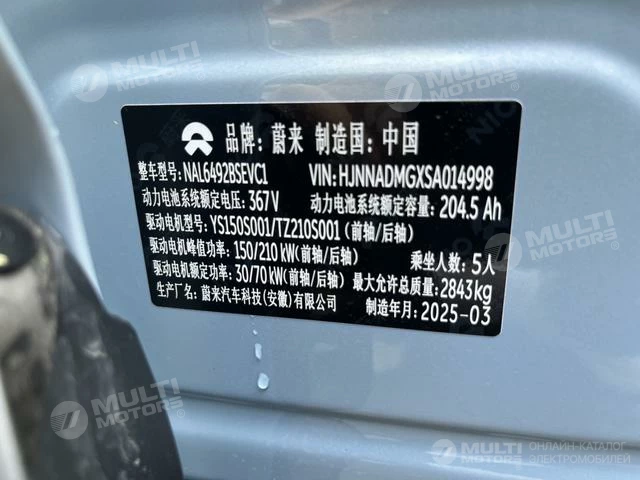 品牌: 蔚来 制造国: 中国
整车型号: NAL6492BSEVC1 VIN: HJNNADMGXSA014998
动力电池系统额定电压: 367V 动力电池系统额定容量: 204.5 Ah
驱动电机型号: YS150S001/TZ210S001 (前轴/后轴)
驱动电机峰值功率: 150/210 kW(前轴/后轴) 乘坐人数: 5人
驱动电机额定功率: 30/70 kW(前轴/后轴) 最大允许总质量: 2843kg
生产厂名: 蔚来汽车科技(安徽)有限公司 制造年月: 2025-03
MULTI MOTORS
MULTI MOTORS
MULTI MOTORS
MULTI MOTORS
ОНЛАЙН-КАТАЛОГ
ЭЛЕКТРОМОБИЛЕЙ